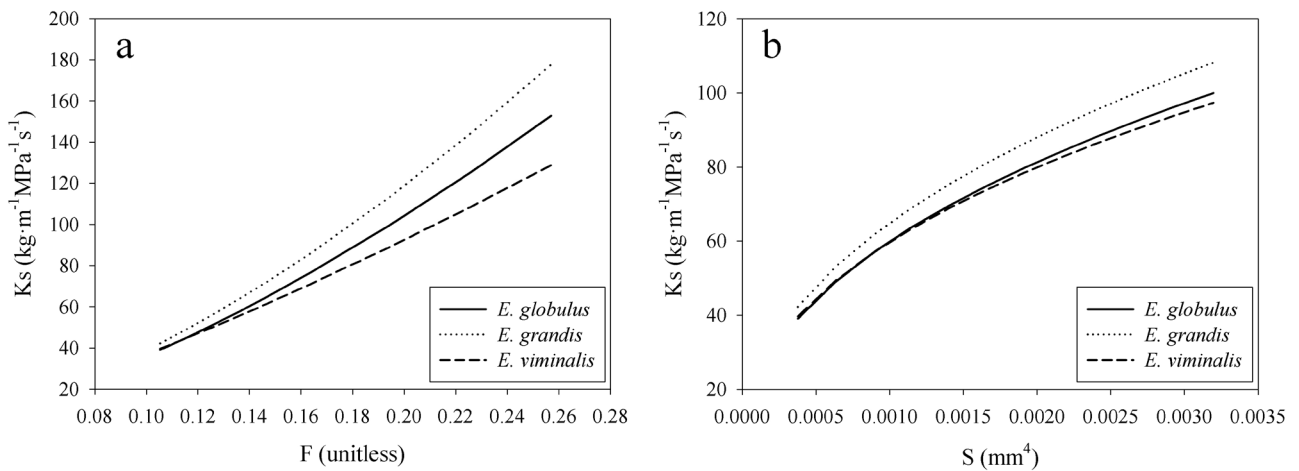 a
Ks (kg·m⁻¹MPa⁻¹s⁻¹)
200
180
160
140
120
100
80
60
40
20
0.08 0.10 0.12 0.14 0.16 0.18 0.20 0.22 0.24 0.26 0.28
F (unitless)
E. globulus
E. grandis
E. viminalis
b
Ks (kg·m⁻¹MPa⁻¹s⁻¹)
120
100
80
60
40
20
0.0000 0.0005 0.0010 0.0015 0.0020 0.0025 0.0030 0.0035
S (mm⁴)
E. globulus
E. grandis
E. viminalis